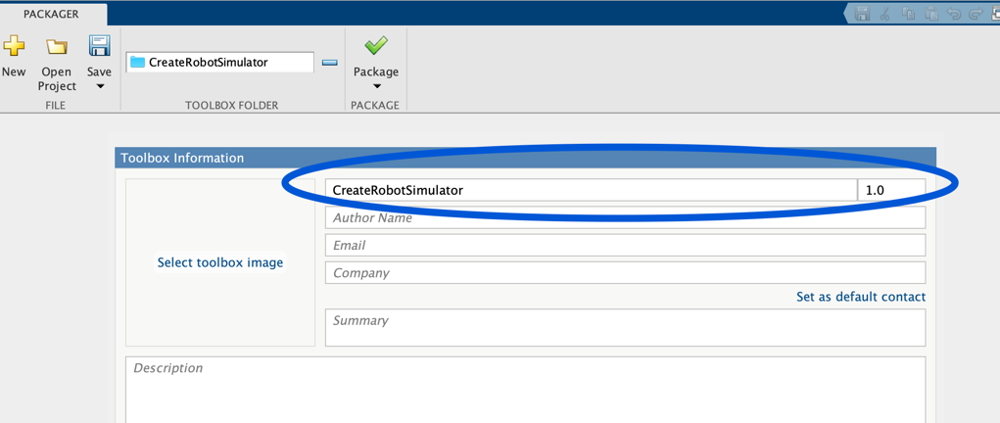 PACKAGER
New
Open Project
Save
FILE
CreateRobotSimulator
TOOLBOX FOLDER
Package
PACKAGE
Toolbox Information
Select toolbox image
CreateRobotSimulator 1.0
Author Name
Email
Company
Set as default contact
Summary
Description